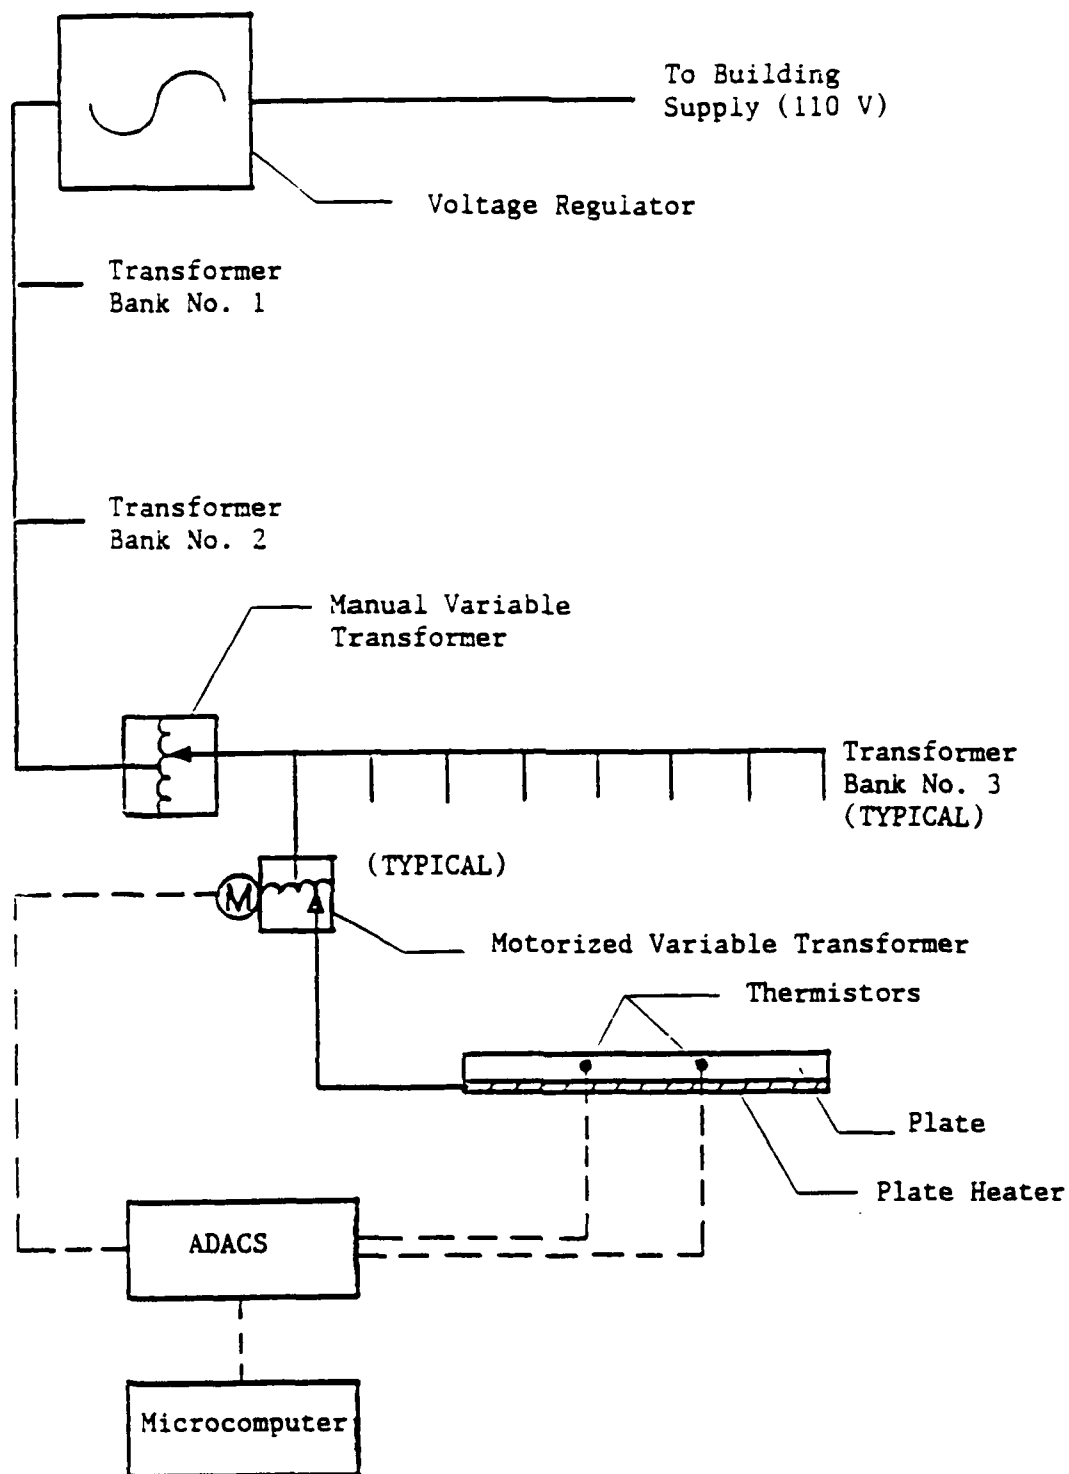 To Building
Supply (110 V)
Voltage Regulator
Transformer
Bank No. 1
Transformer
Bank No. 2
Manual Variable
Transformer
Transformer
Bank No. 3
(TYPICAL)
(TYPICAL)
M
Motorized Variable Transformer
Thermistors
Plate
Plate Heater
ADACS
Microcomputer